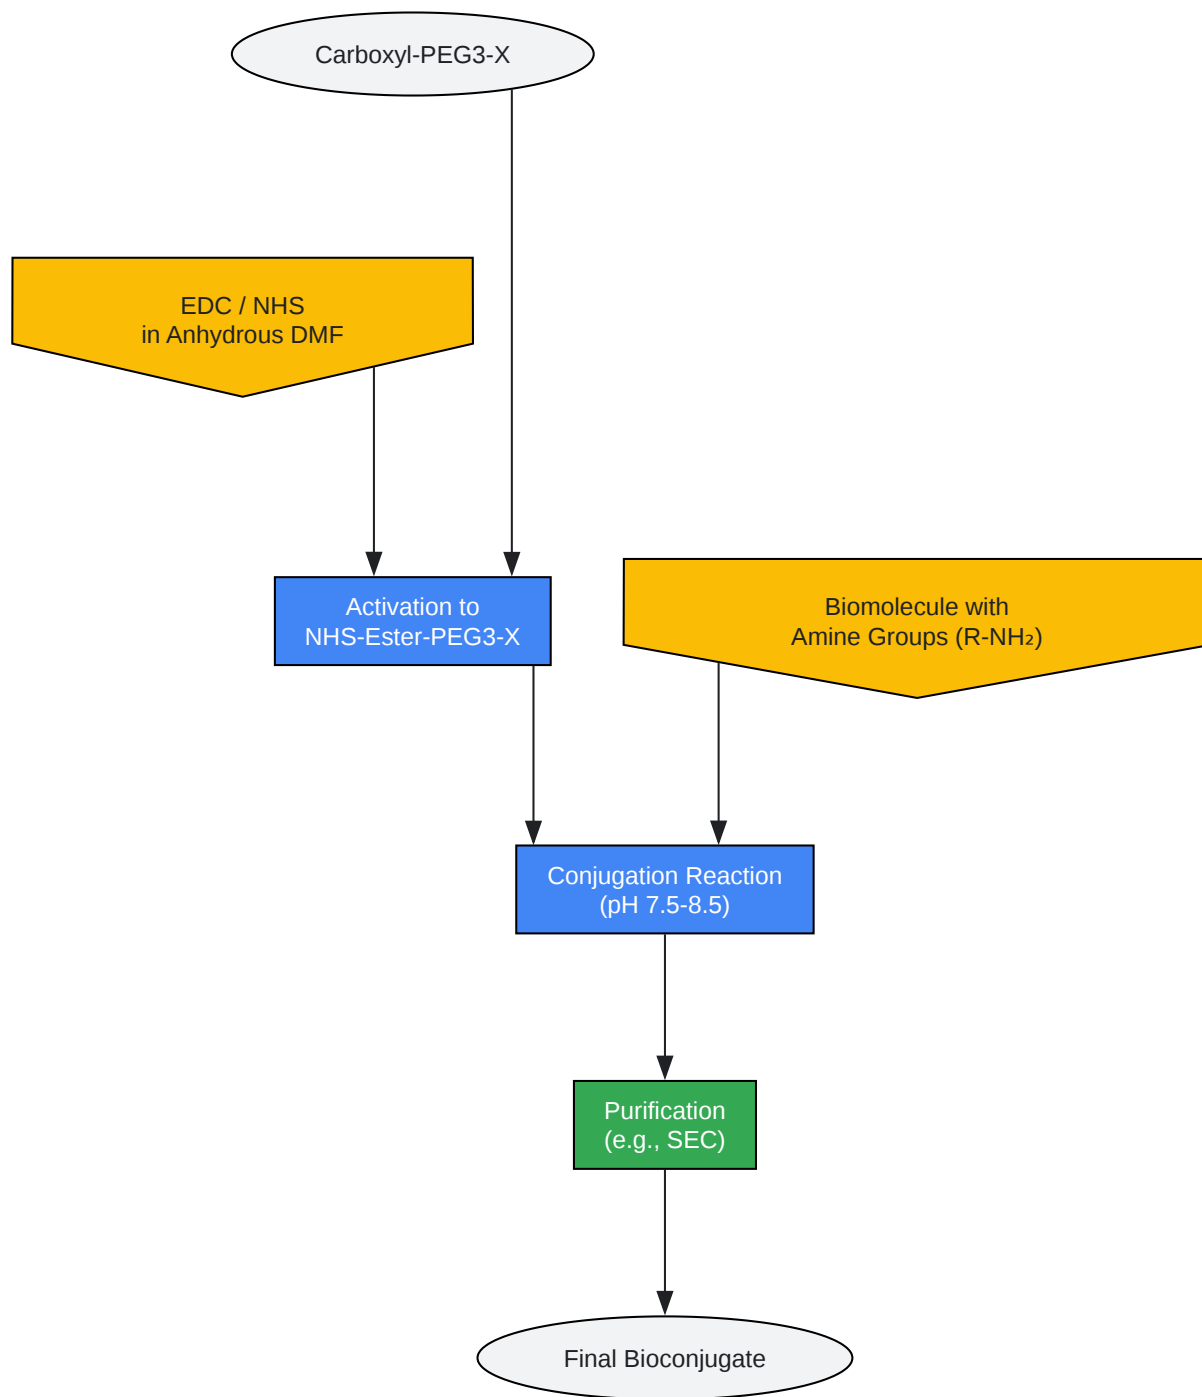 Carboxyl-PEG3-X
EDC / NHS
in Anhydrous DMF
Activation to
NHS-Ester-PEG3-X
Biomolecule with
Amine Groups (R-NH₂)
Conjugation Reaction
(pH 7.5-8.5)
Purification
(e.g., SEC)
Final Bioconjugate